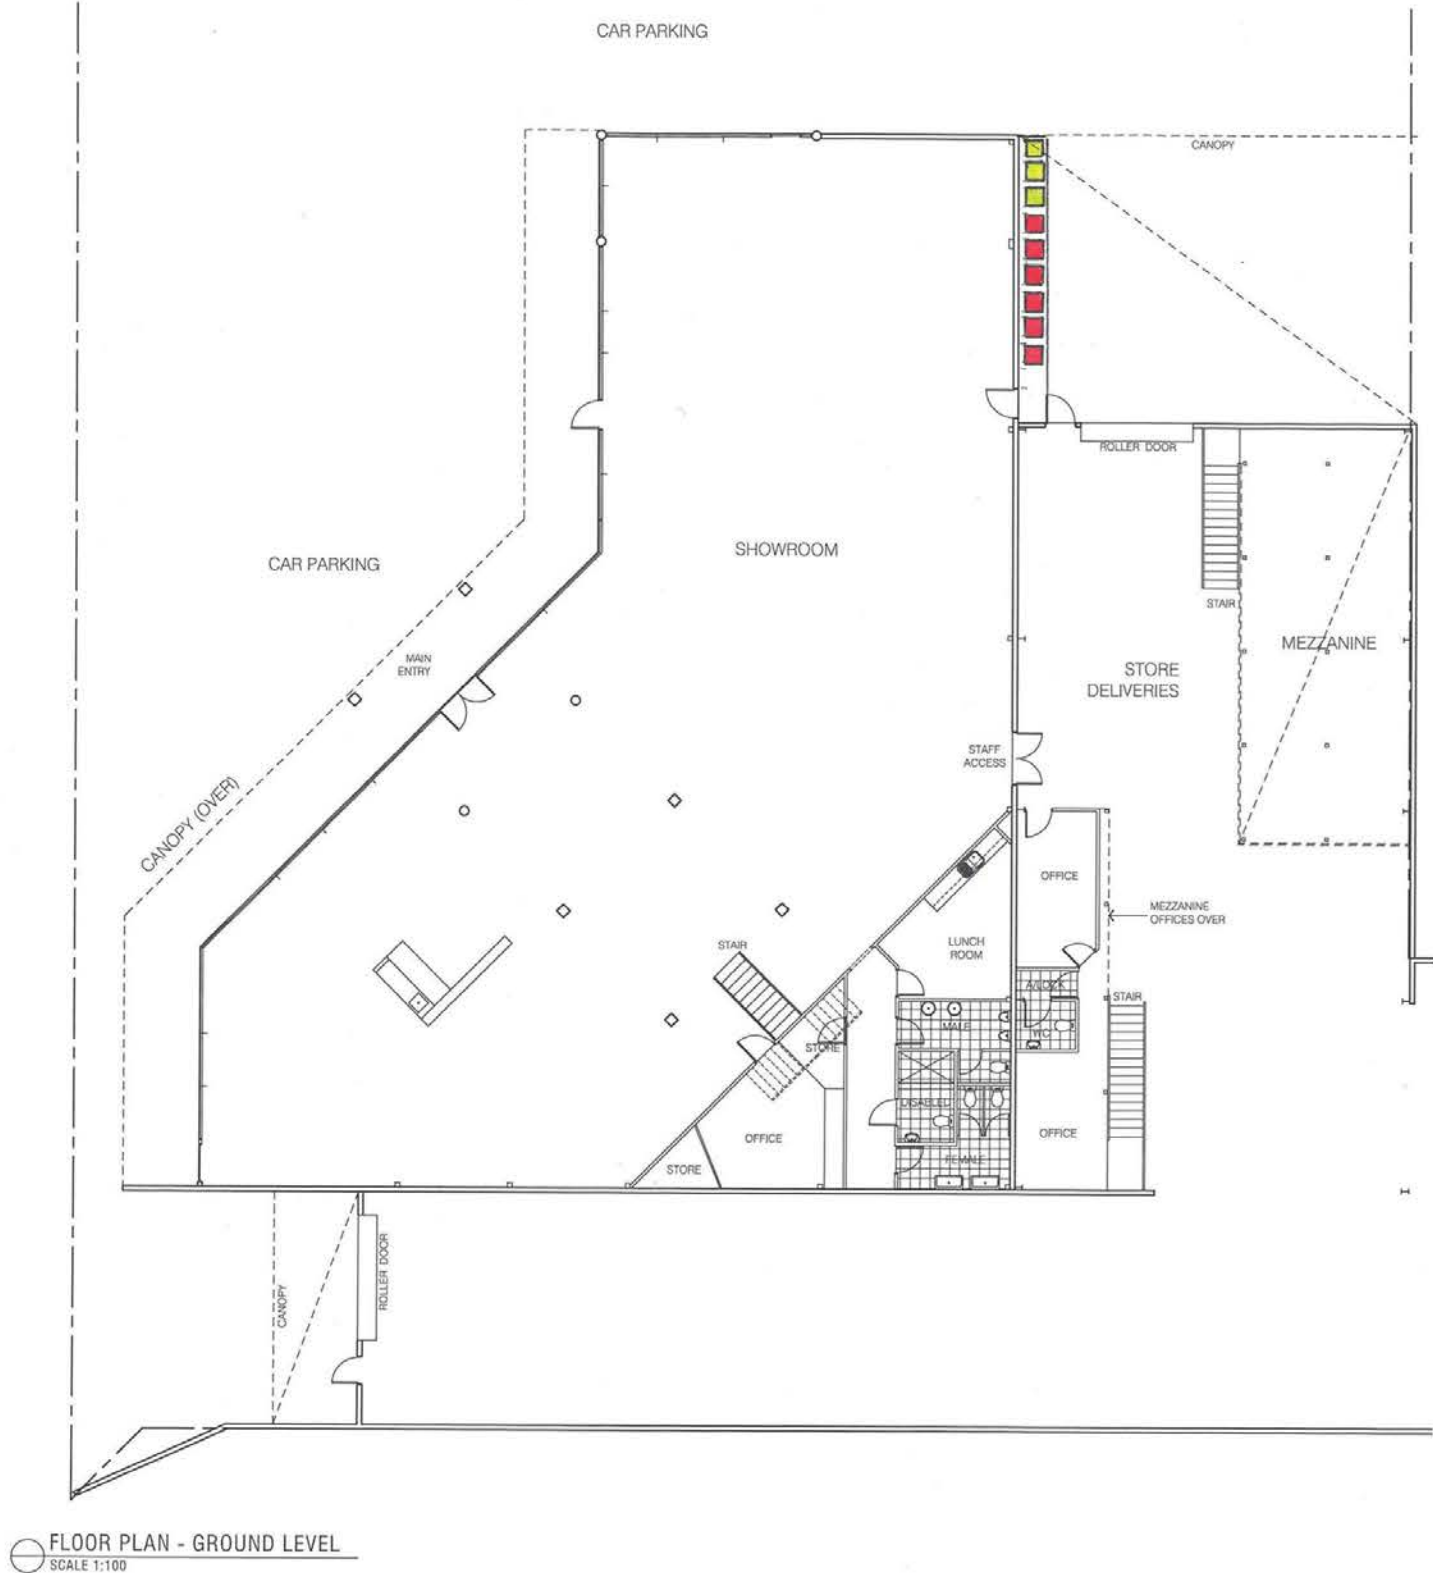 CAR PARKING
CANOPY
ROLLER DOOR
SHOWROOM
CAR PARKING
STAIR
MAIN
ENTRY
MEZZANINE
STORE
DELIVERIES
STAFF
ACCESS
CANOPY (OVER)
OFFICE
MEZZANINE
OFFICES OVER
STAIR
LUNCH
ROOM
A/LOCK
STAIR
MALE
WC
STORE
DISABLED
OFFICE
OFFICE
FEMALE
STORE
ROLLER DOOR
CANOPY
FLOOR PLAN - GROUND LEVEL
SCALE 1:100